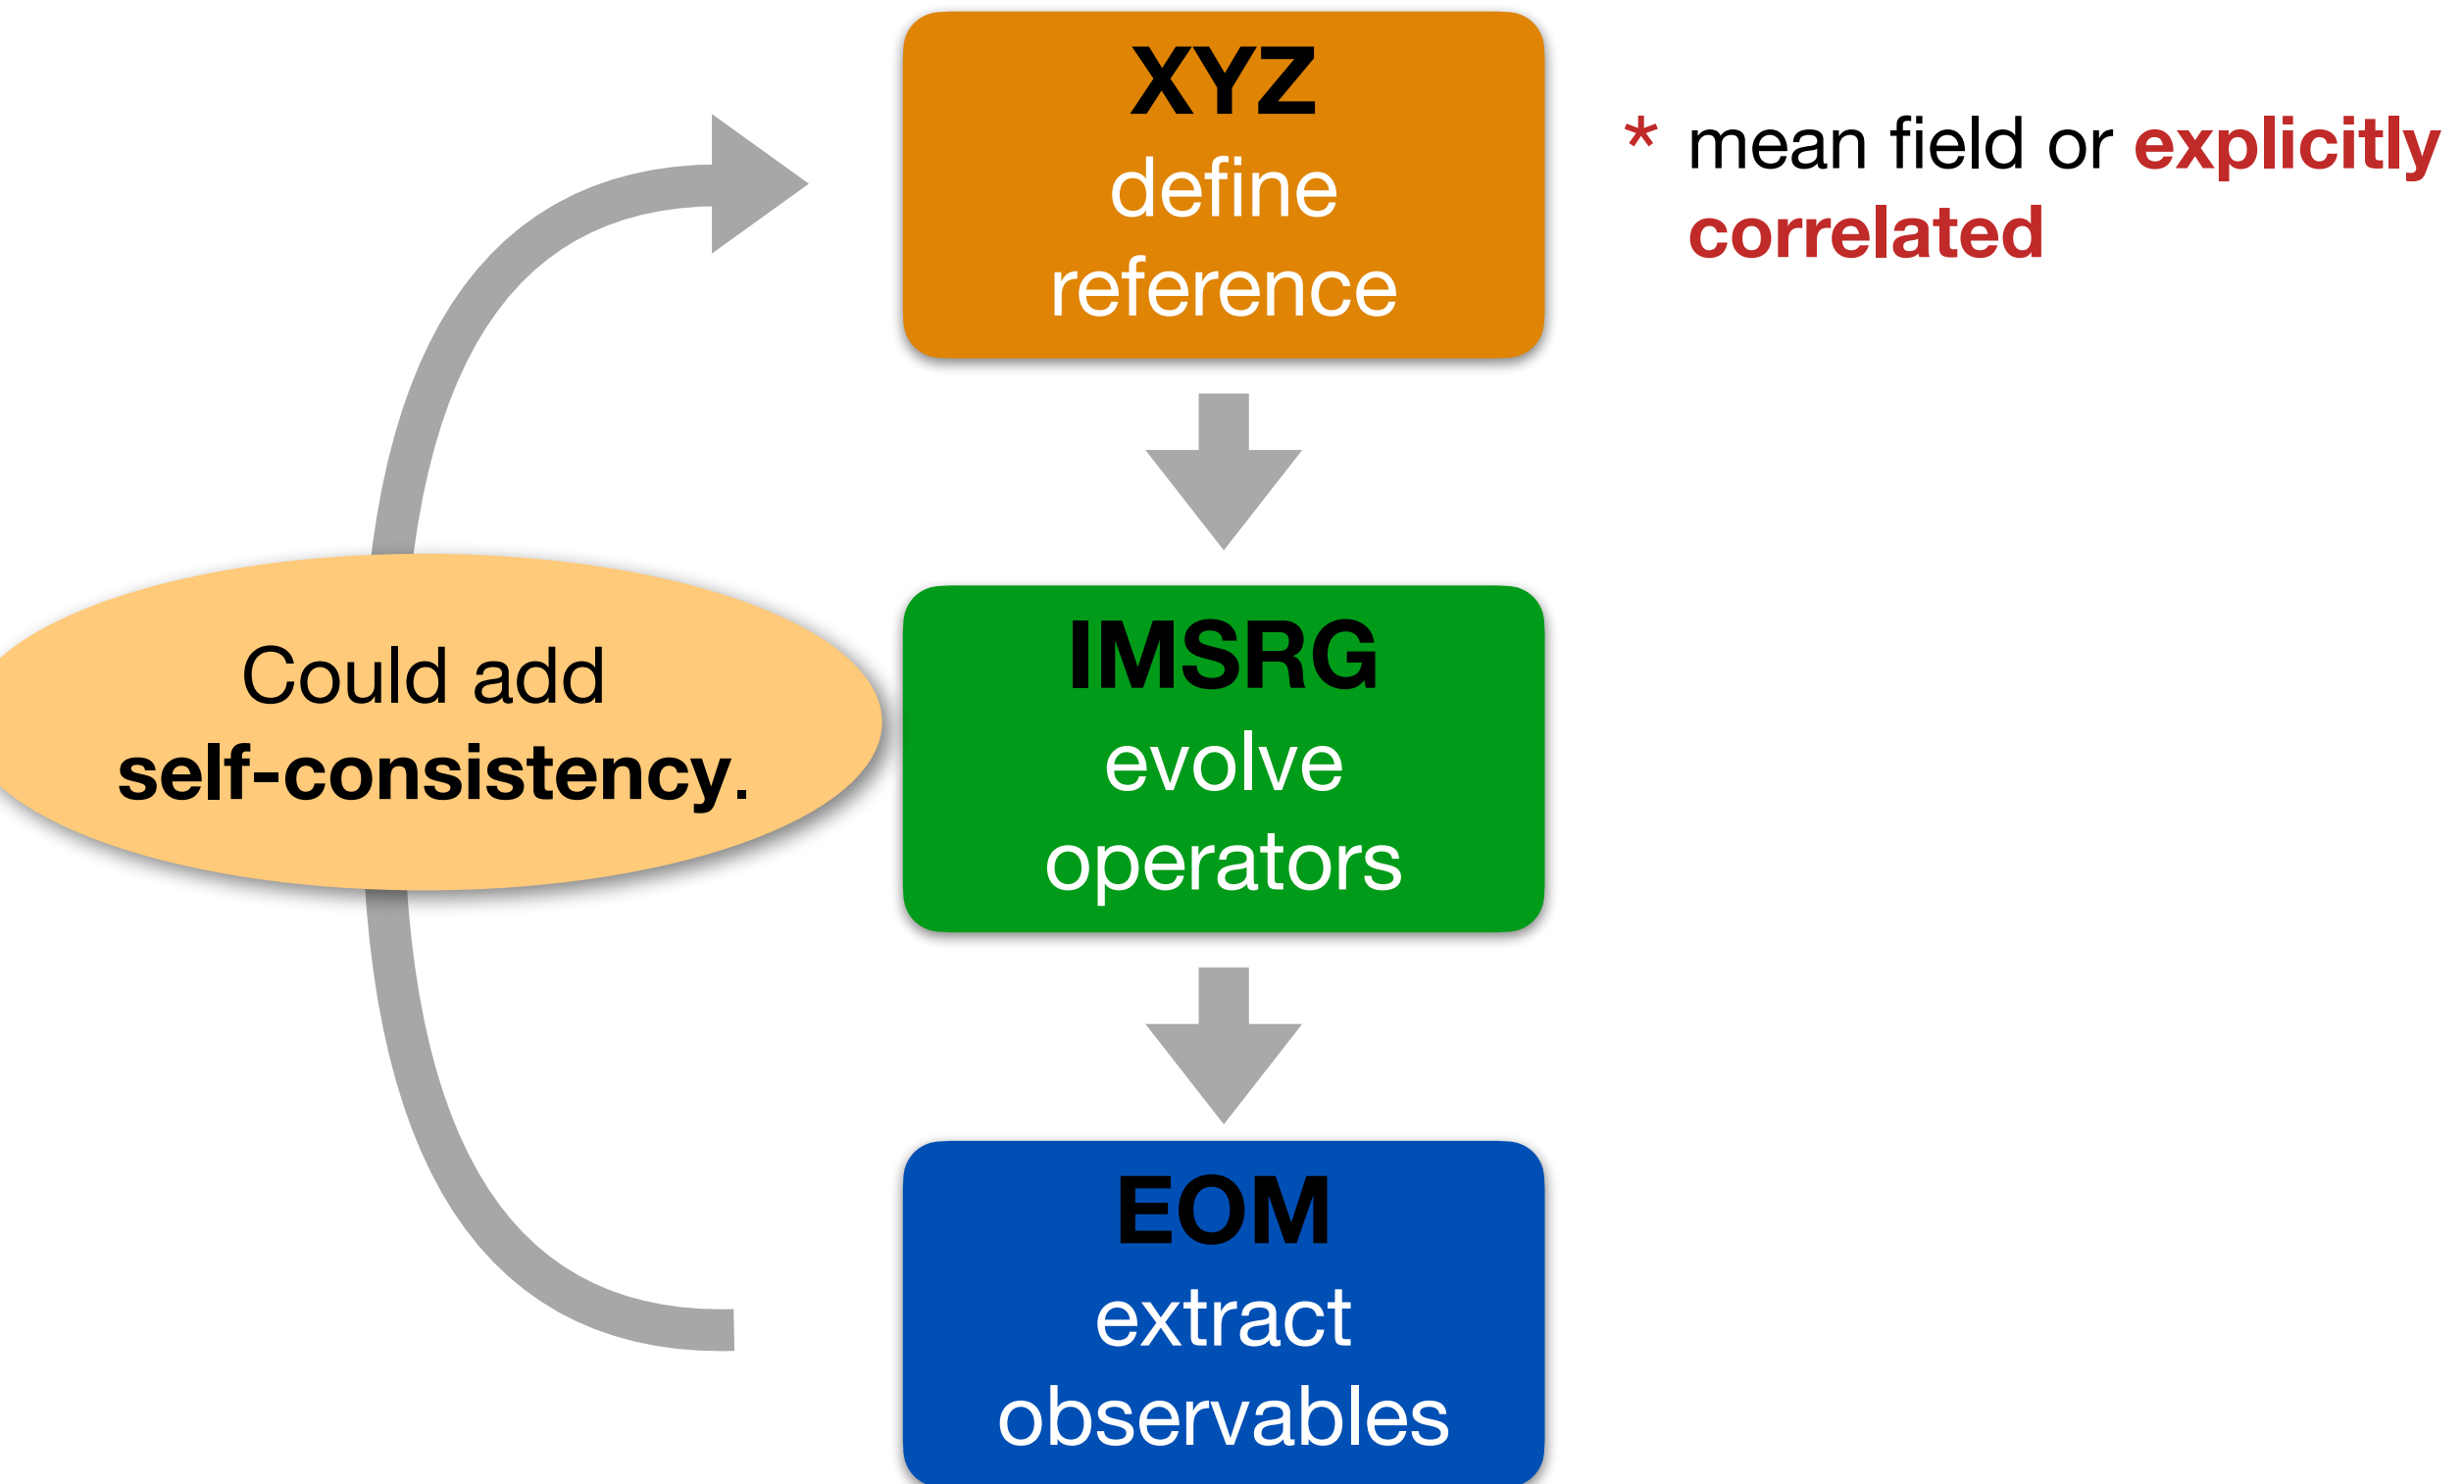 XYZ
define
reference
* mean field or explicitly
correlated
IMSRG
evolve
operators
Could add
self-consistency.
EOM
extract
observables